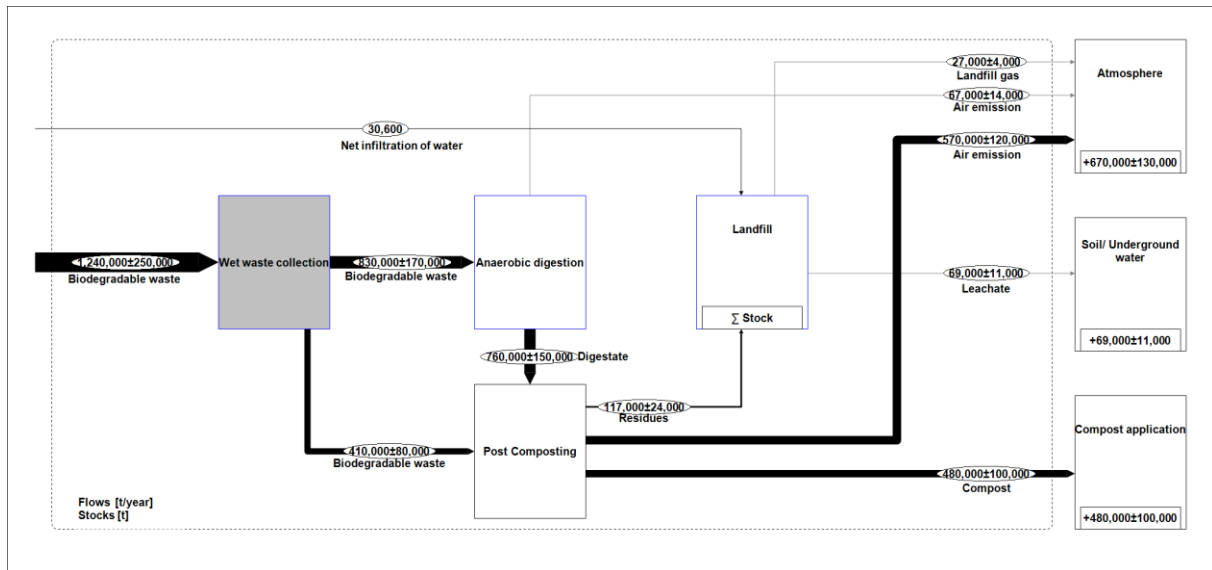 27,000±4,000
Landfill gas
Atmosphere
67,000±14,000
Air emission
30,600
Net infiltration of water
570,000±120,000
Air emission
+670,000±130,000
Landfill
Soil/ Underground
water
1,240,000±250,000
Biodegradable waste
Wet waste collection
830,000±170,000
Biodegradable waste
Anaerobic digestion
69,000±11,000
Leachate
∑ Stock
+69,000±11,000
760,000±150,000 Digestate
117,000±24,000
Residues
Compost application
410,000±80,000
Biodegradable waste
Post Composting
480,000±100,000
Compost
Flows [t/year]
Stocks [t]
+480,000±100,000